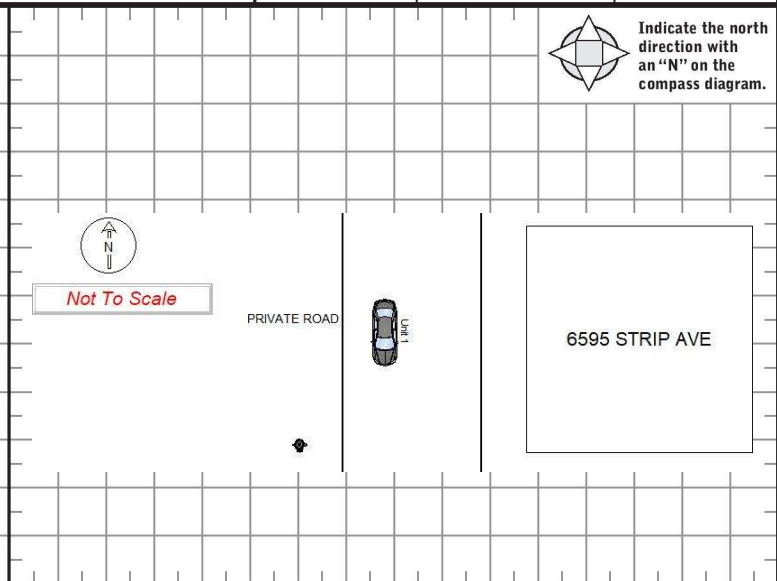 Indicate the north
direction with
an “N” on the
compass diagram.
N
Not To Scale
PRIVATE ROAD
Unit 1
6595 STRIP AVE